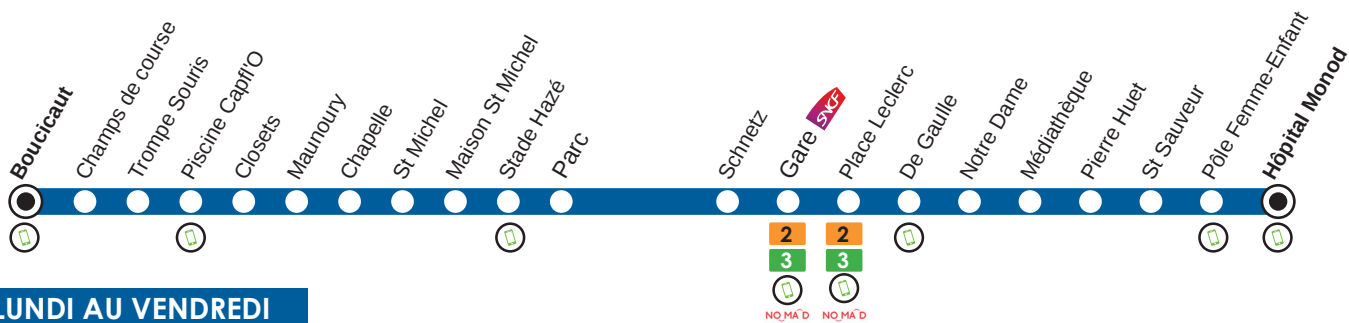 Boucicaut
Champs de course
Trompe Souris
Piscine Capfl'O
Closets
Maunoury
Chapelle
St Michel
Maison St Michel
Stade Hazé
Parc
Schnetz
Gare SNCF
Place Leclerc
De Gaulle
Notre Dame
Médiathèque
Pierre Huet
St Sauveur
Pôle Femme-Enfant
Hôpital Monod
2 2
3 3
NOMAD NOMAD
LUNDI AU VENDREDI